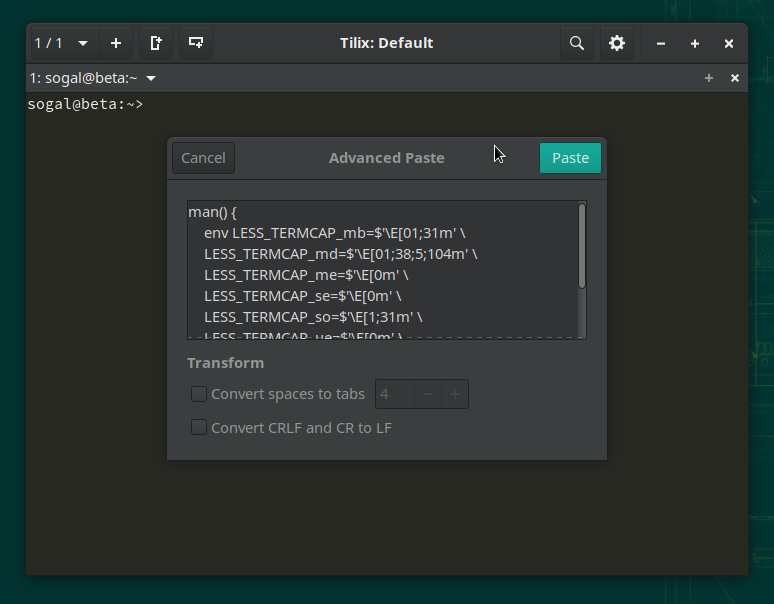 1 / 1
Tilix: Default
1: sogal@beta:~
sogal@beta:~>
Cancel
Advanced Paste
Paste
man() {
env LESS_TERMCAP_mb=$'\E[01;31m' \
LESS_TERMCAP_md=$'\E[01;38;5;104m' \
LESS_TERMCAP_me=$'\E[0m' \
LESS_TERMCAP_se=$'\E[0m' \
LESS_TERMCAP_so=$'\E[1;31m' \
LESS_TERMCAP_ue=$'\E[0m' \
Transform
Convert spaces to tabs 4
Convert CRLF and CR to LF